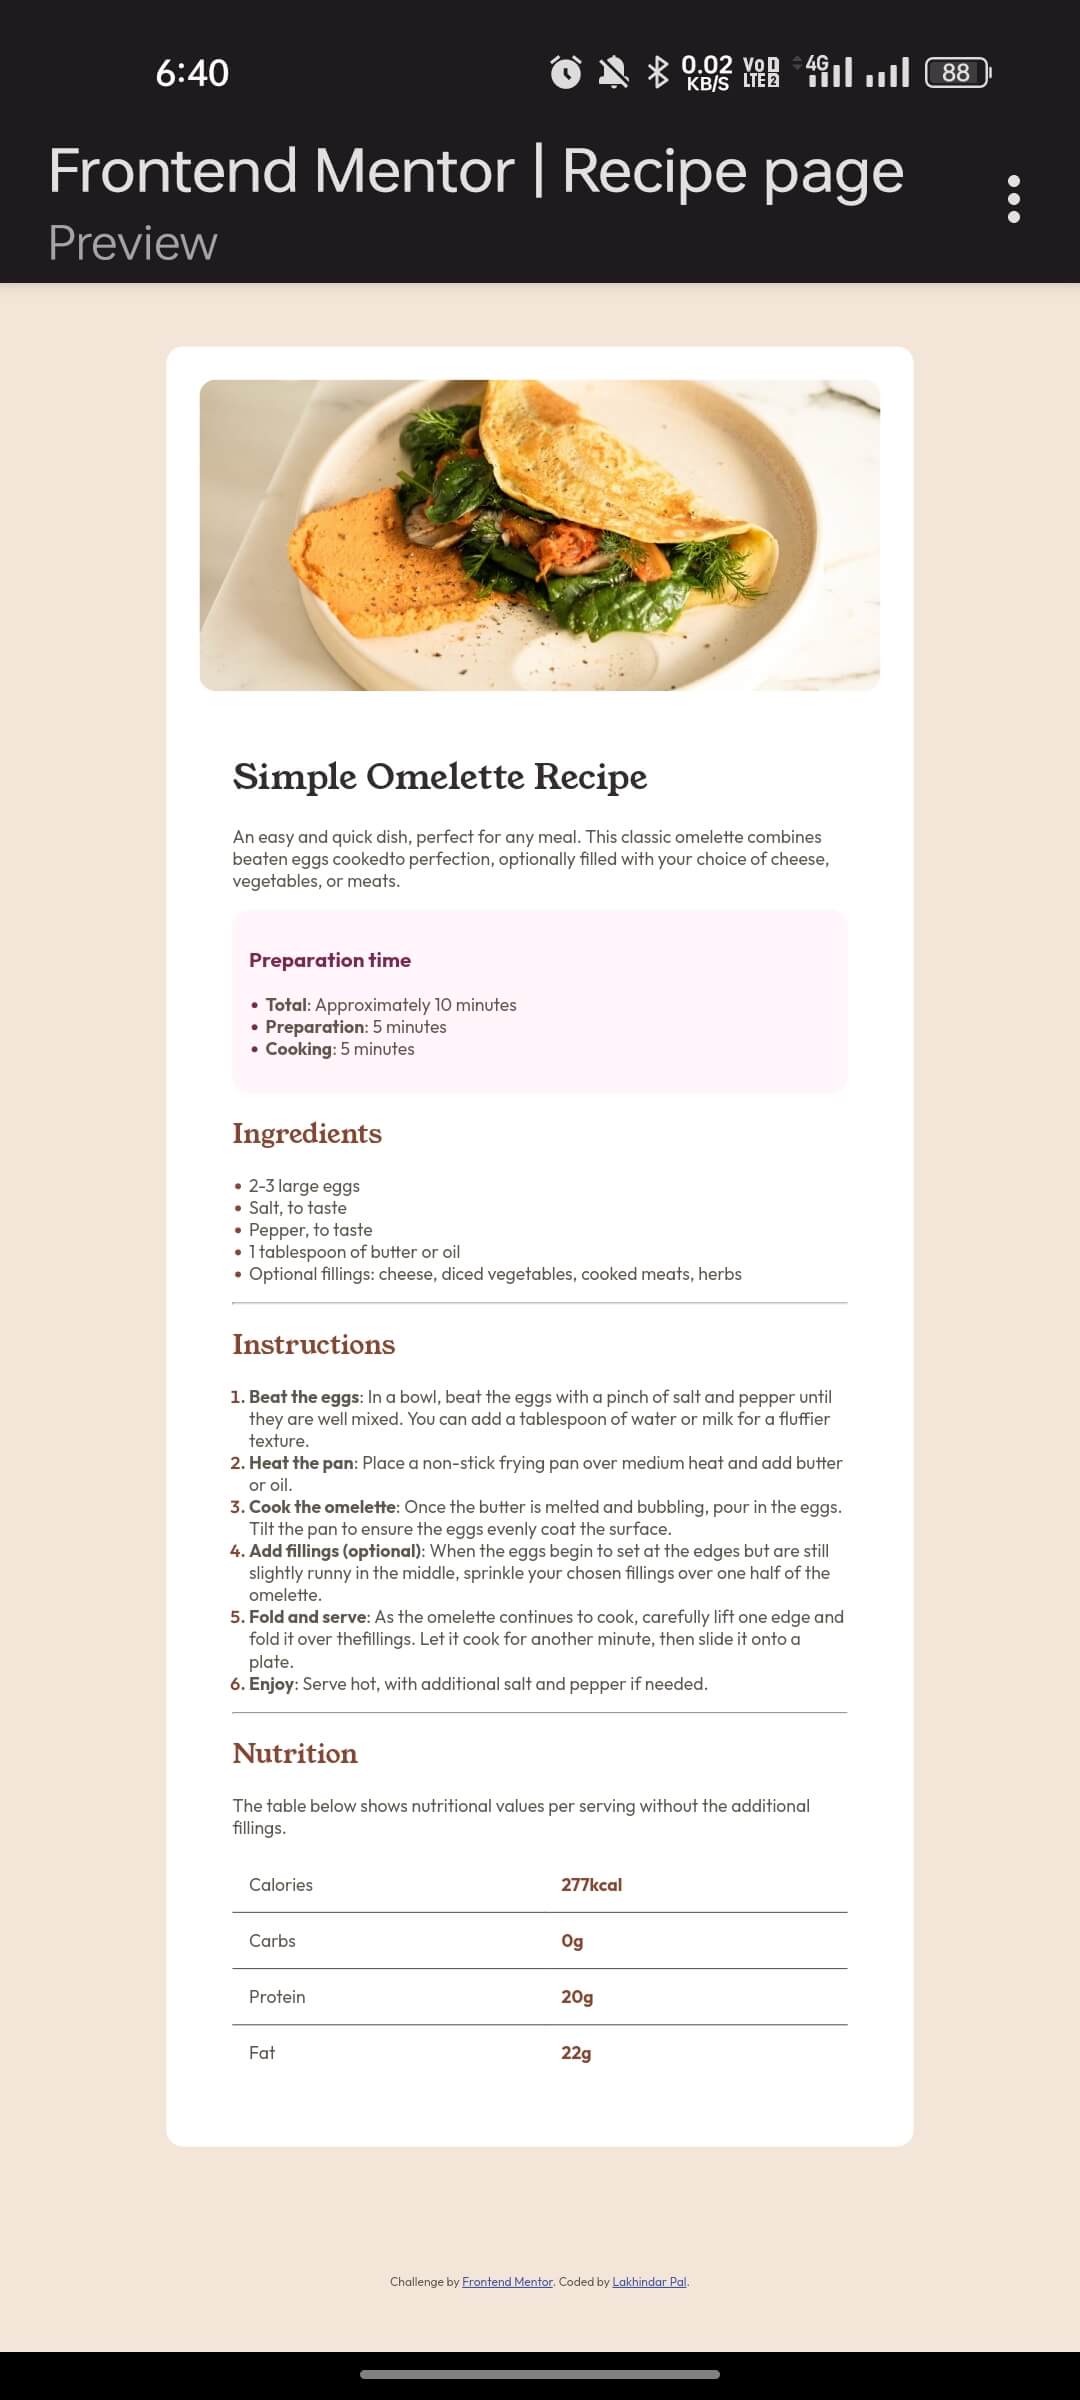 6:40
0.02 KB/S Vo LTE 2 4G 88
Frontend Mentor | Recipe page
Preview
Simple Omelette Recipe
An easy and quick dish, perfect for any meal. This classic omelette combines
beaten eggs cookedto perfection, optionally filled with your choice of cheese,
vegetables, or meats.
Preparation time
• Total: Approximately 10 minutes
• Preparation: 5 minutes
• Cooking: 5 minutes
Ingredients
• 2-3 large eggs
• Salt, to taste
• Pepper, to taste
• 1 tablespoon of butter or oil
• Optional fillings: cheese, diced vegetables, cooked meats, herbs
Instructions
1. Beat the eggs: In a bowl, beat the eggs with a pinch of salt and pepper until
they are well mixed. You can add a tablespoon of water or milk for a fluffier
texture.
2. Heat the pan: Place a non-stick frying pan over medium heat and add butter
or oil.
3. Cook the omelette: Once the butter is melted and bubbling, pour in the eggs.
Tilt the pan to ensure the eggs evenly coat the surface.
4. Add fillings (optional): When the eggs begin to set at the edges but are still
slightly runny in the middle, sprinkle your chosen fillings over one half of the
omelette.
5. Fold and serve: As the omelette continues to cook, carefully lift one edge and
fold it over thefillings. Let it cook for another minute, then slide it onto a
plate.
6. Enjoy: Serve hot, with additional salt and pepper if needed.
Nutrition
The table below shows nutritional values per serving without the additional
fillings.
Calories 277kcal
Carbs 0g
Protein 20g
Fat 22g
Challenge by Frontend Mentor. Coded by Lakhindar Pal.